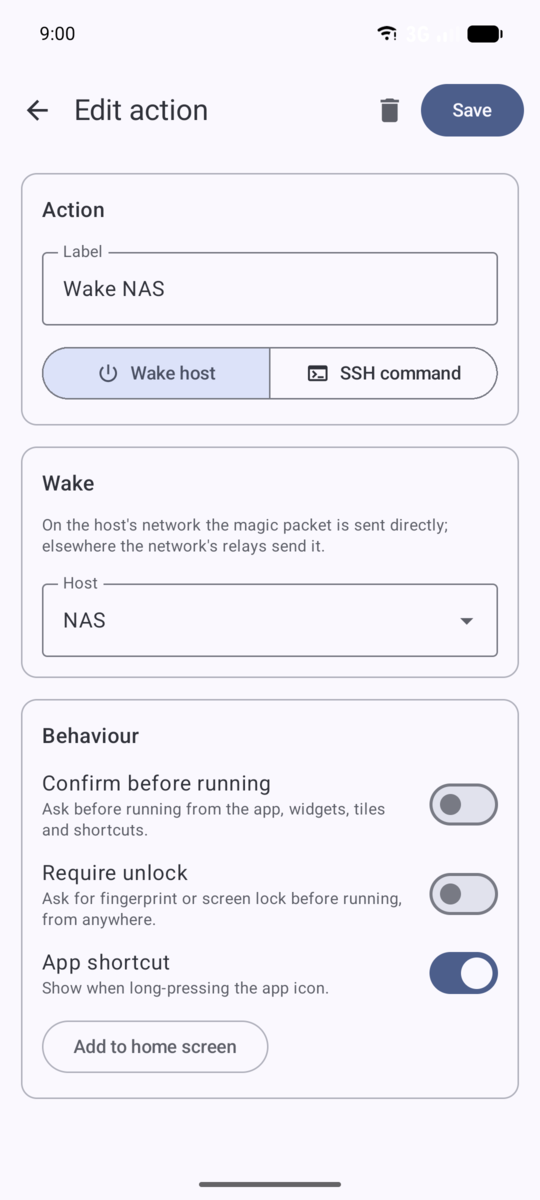 9:00
3G
Edit action
Save
Action
Label
Wake NAS
Wake host
SSH command
Wake
On the host's network the magic packet is sent directly;
elsewhere the network's relays send it.
Host
NAS
Behaviour
Confirm before running
Ask before running from the app, widgets, tiles
and shortcuts.
Require unlock
Ask for fingerprint or screen lock before running,
from anywhere.
App shortcut
Show when long-pressing the app icon.
Add to home screen